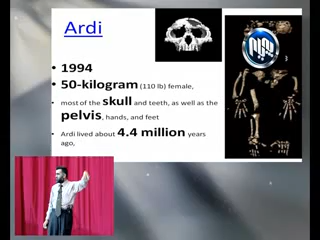 Ardi
• 1994
• 50-kilogram (110 lb) female,
• most of the skull and teeth, as well as the
pelvis, hands, and feet
• Ardi lived about 4.4 million years
ago,